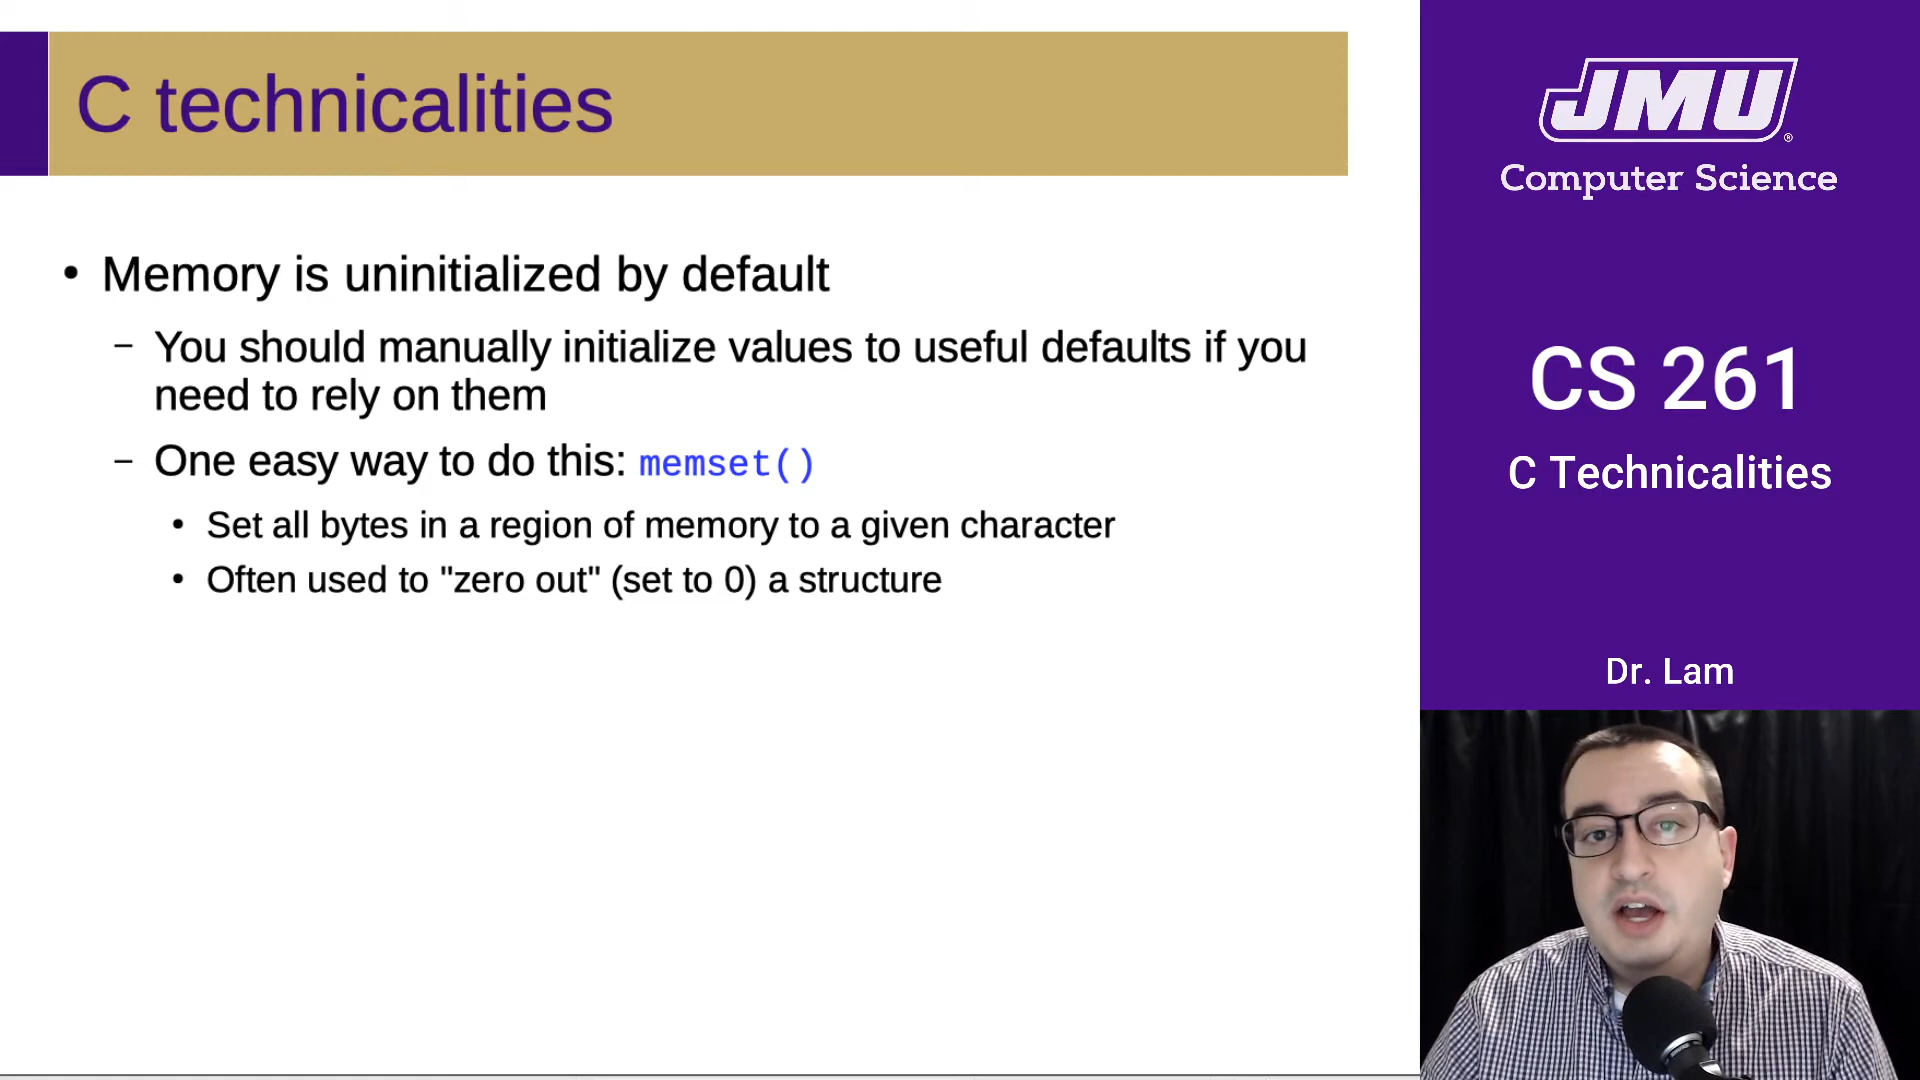 C technicalities
• Memory is uninitialized by default
– You should manually initialize values to useful defaults if you
need to rely on them
– One easy way to do this: memset()
• Set all bytes in a region of memory to a given character
• Often used to "zero out" (set to 0) a structure
JMU®
Computer Science
CS 261
C Technicalities
Dr. Lam